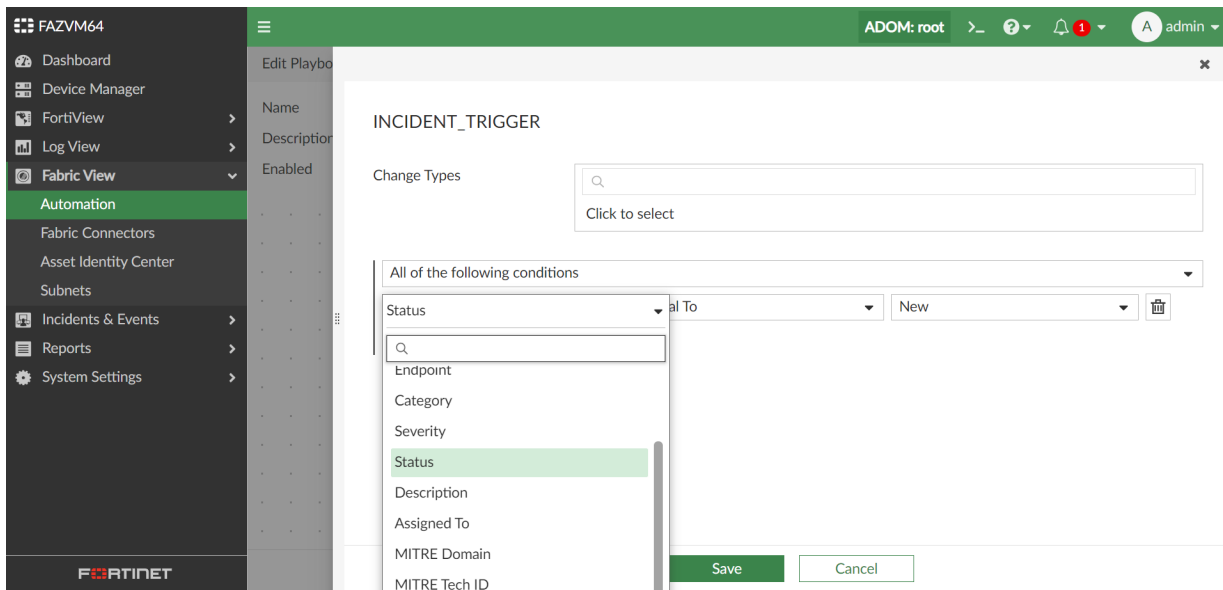 FAZVM64
ADOM: root
1
A
admin
Dashboard
Device Manager
FortiView
Log View
Fabric View
Automation
Fabric Connectors
Asset Identity Center
Subnets
Incidents & Events
Reports
System Settings
FORTINET
Edit Playbo
Name
Description
Enabled
INCIDENT_TRIGGER
Change Types
Click to select
All of the following conditions
Status
al To
New
Endpoint
Category
Severity
Status
Description
Assigned To
MITRE Domain
MITRE Tech ID
Save
Cancel